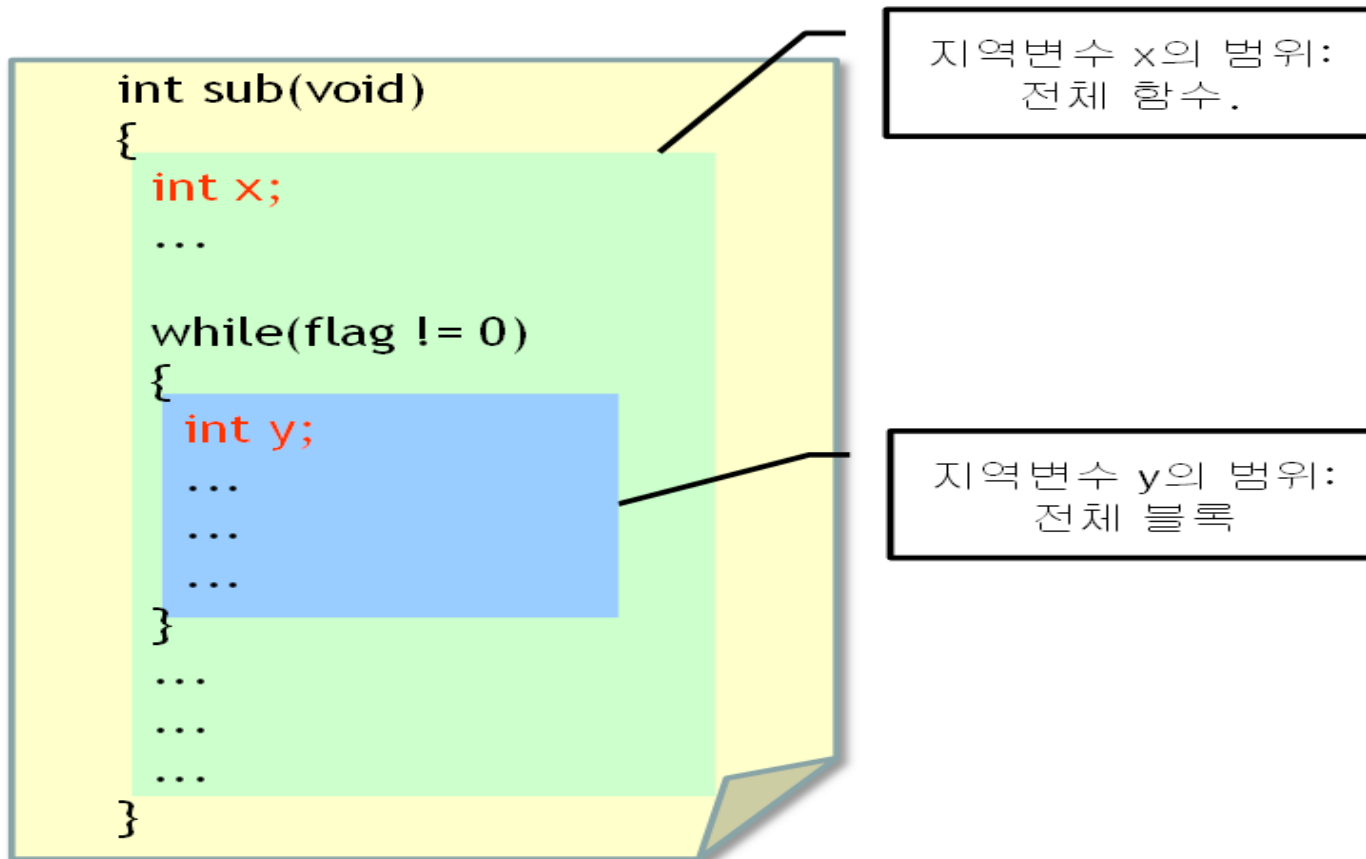 int sub(void)
{
int x;
...
while(flag != 0)
{
int y;
...
...
...
}
...
...
...
}
지역변수 x의 범위:
전체 함수.
지역변수 y의 범위:
전체 블록